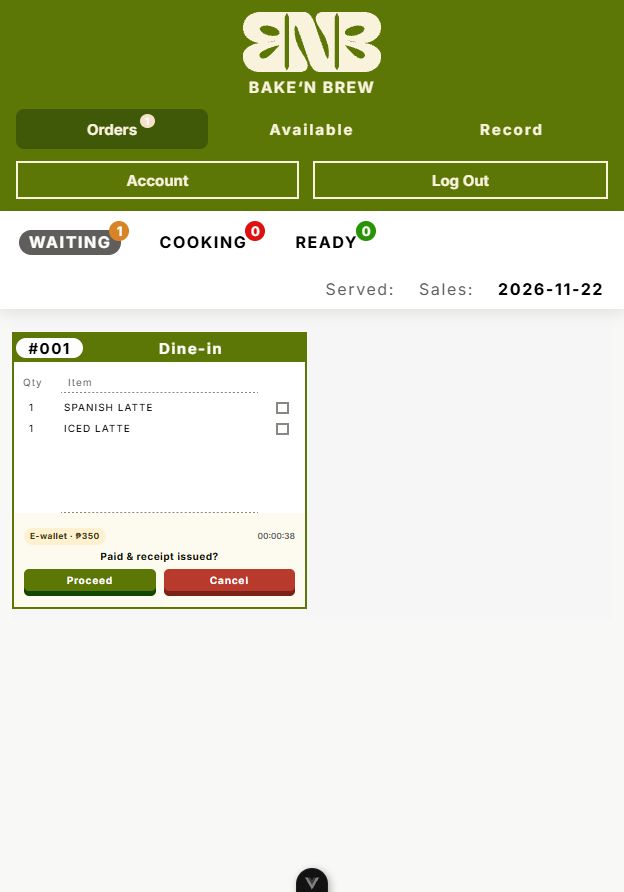 BNB
BAKE‘N BREW
Orders 1
Available
Record
Account
Log Out
WAITING 1
COOKING 0
READY 0
Served: Sales: 2026-11-22
#001 Dine-in
Qty Item
1 SPANISH LATTE
1 ICED LATTE
E-wallet · ₱350 00:00:38
Paid & receipt issued?
Proceed
Cancel